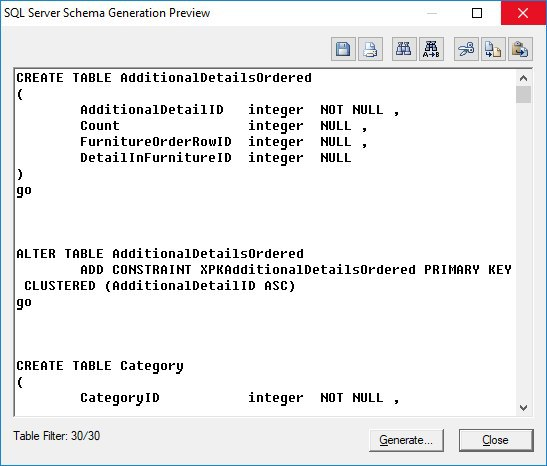 SQL Server Schema Generation Preview
A→B
CREATE TABLE AdditionalDetailsOrdered
(
AdditionalDetailID integer NOT NULL ,
Count integer NULL ,
FurnitureOrderRowID integer NULL ,
DetailInFurnitureID integer NULL
)
go
ALTER TABLE AdditionalDetailsOrdered
ADD CONSTRAINT XPKAdditionalDetailsOrdered PRIMARY KEY
CLUSTERED (AdditionalDetailID ASC)
go
CREATE TABLE Category
(
CategoryID integer NOT NULL ,
Table Filter: 30/30
Generate...
Close